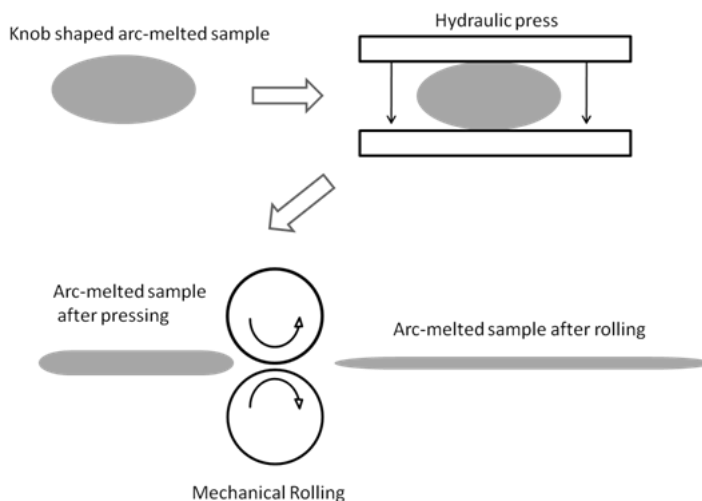 Knob shaped arc-melted sample
Hydraulic press
Arc-melted sample
after pressing
Arc-melted sample after rolling
Mechanical Rolling